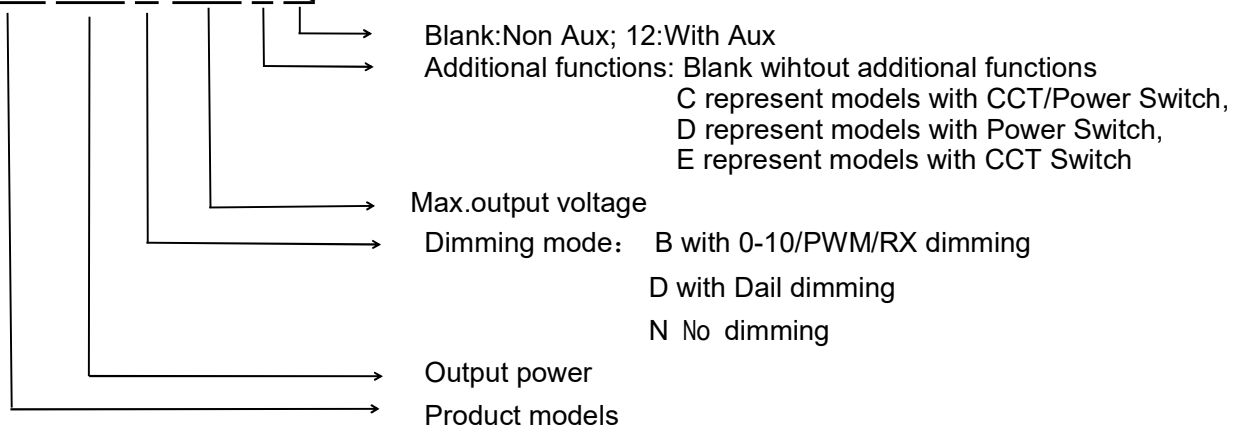 Blank:Non Aux; 12:With Aux
Additional functions: Blank wihtout additional functions
C represent models with CCT/Power Switch,
D represent models with Power Switch,
E represent models with CCT Switch
Max.output voltage
Dimming mode： B with 0-10/PWM/RX dimming
D with Dail dimming
N No dimming
Output power
Product models